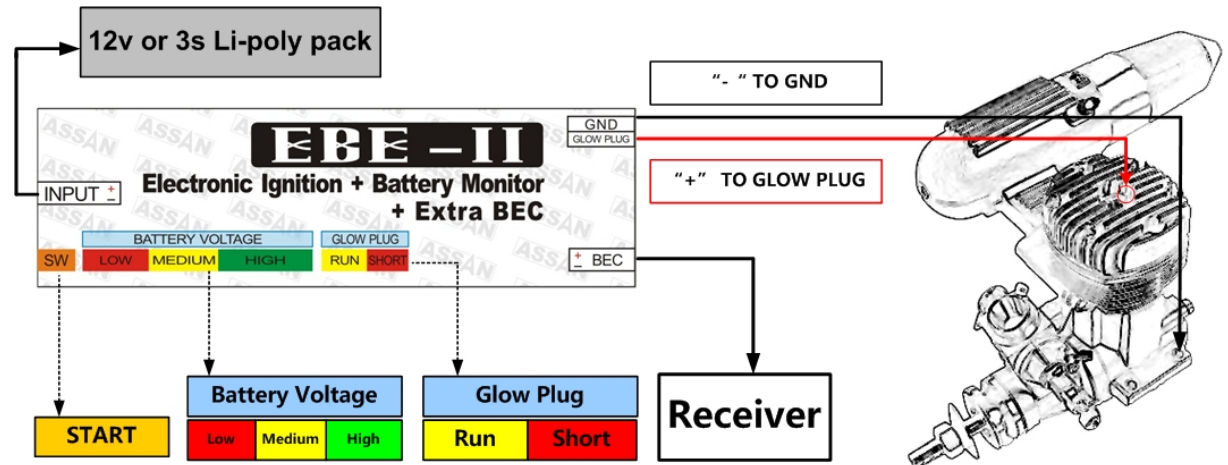 12v or 3s Li-poly pack
"- " TO GND
"+" TO GLOW PLUG
ASSAN
EBE-II
Electronic Ignition + Battery Monitor
+ Extra BEC
INPUT + -
GND
GLOW PLUG
BATTERY VOLTAGE
GLOW PLUG
SW
LOW
MEDIUM
HIGH
RUN
SHORT
+ - BEC
START
Battery Voltage
Low
Medium
High
Glow Plug
Run
Short
Receiver